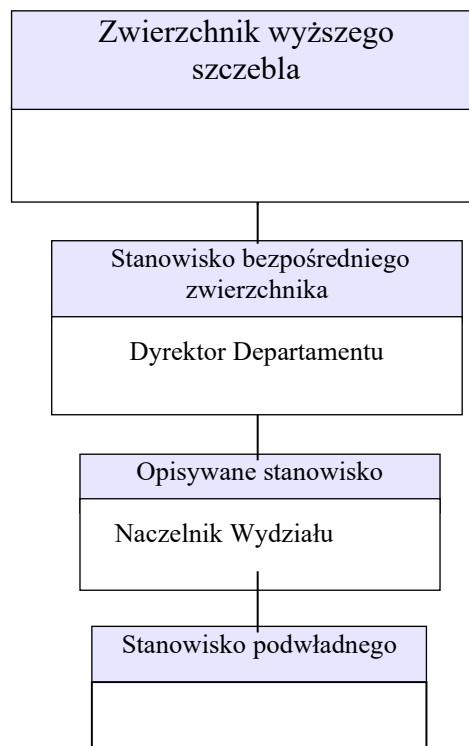 Zwierzchnik wyższego
szczebla
Stanowisko bezpośredniego
zwierzchnika
Dyrektor Departamentu
Opisywane stanowisko
Naczelnik Wydziału
Stanowisko podwładnego